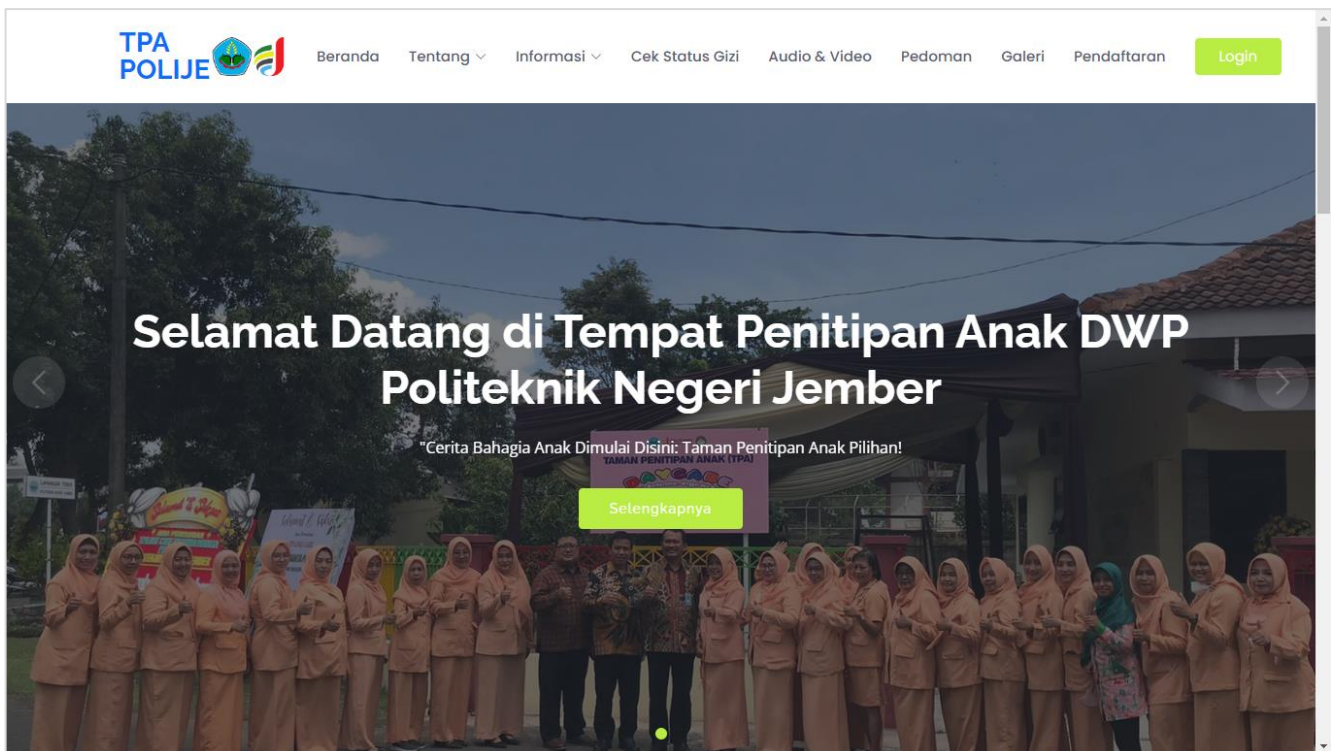 TPA
POLIJE
Beranda
Tentang
Informasi
Cek Status Gizi
Audio & Video
Pedoman
Galeri
Pendaftaran
Login
Selamat Datang di Tempat Penitipan Anak DWP
Politeknik Negeri Jember
"Cerita Bahagia Anak Dimulai Disini: Taman Penitipan Anak Pilihan!
TAMAN PENITIPAN ANAK (TPA)
Selengkapnya